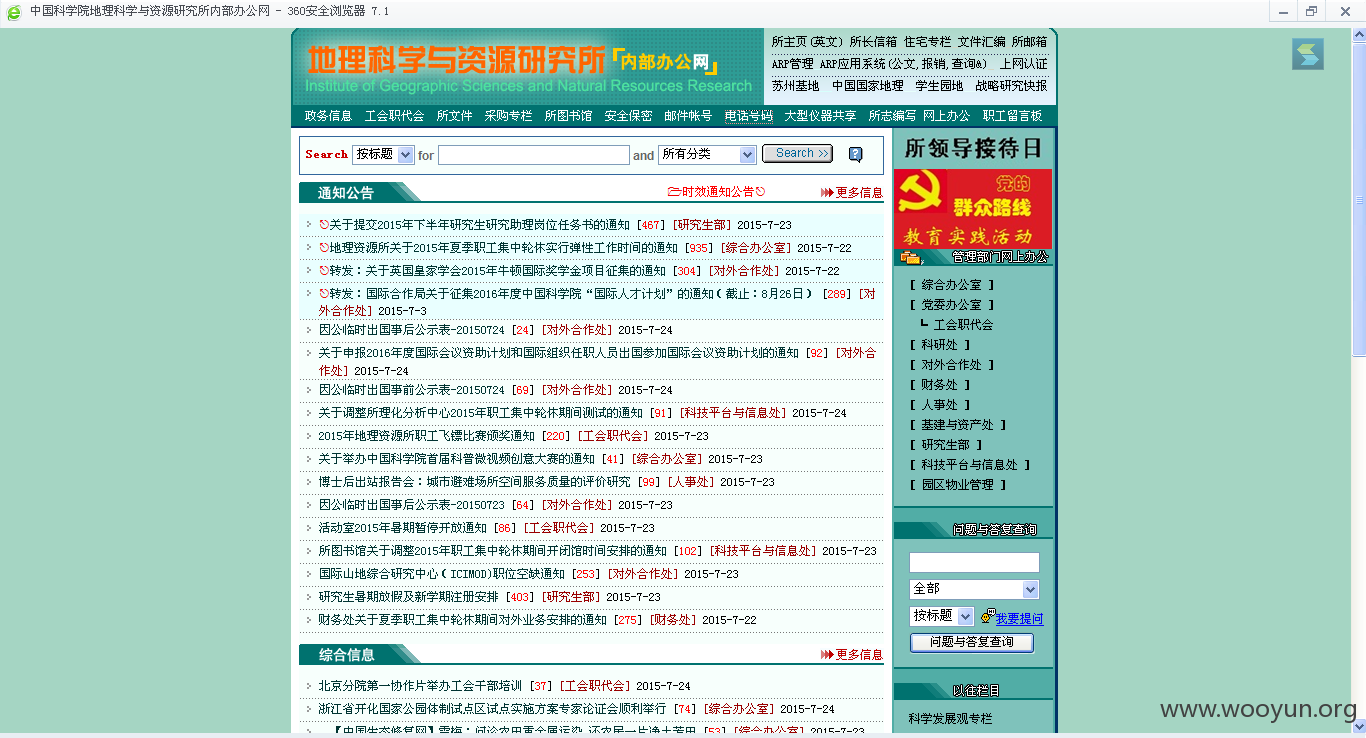 中国科学院地理科学与资源研究所内部办公网 - 360安全浏览器 7.1
地理科学与资源研究所「内部办公网」
Institute of Geographic Sciences and Natural Resources Research
所主页(英文) 所长信箱 住宅专栏 文件汇编 所邮箱
ARP管理 ARP应用系统(公文,报销,查询&) 上网认证
苏州基地 中国国家地理 学生园地 战略研究快报
政务信息 工会职代会 所文件 采购专栏 所图书馆 安全保密 邮件帐号 电话号码 大型仪器共享 所志编写 网上办公 职工留言板
Search 按标题 for and 所有分类 Search >> ?
通知公告 时效通知公告 更多信息
关于提交2015年下半年研究生研究助理岗位任务书的通知 [467] [研究生部] 2015-7-23
地理资源所关于2015年夏季职工集中轮休实行弹性工作时间的通知 [935] [综合办公室] 2015-7-22
转发：关于英国皇家学会2015年牛顿国际奖学金项目征集的通知 [304] [对外合作处] 2015-7-22
转发：国际合作局关于征集2016年度中国科学院“国际人才计划”的通知（截止：8月26日） [289] [对
外合作处] 2015-7-3
因公临时出国事后公示表-20150724 [24] [对外合作处] 2015-7-24
关于申报2016年度国际会议资助计划和国际组织任职人员出国参加国际会议资助计划的通知 [92] [对外合
作处] 2015-7-24
因公临时出国事前公示表-20150724 [69] [对外合作处] 2015-7-24
关于调整所理化分析中心2015年职工集中轮休期间测试的通知 [91] [科技平台与信息处] 2015-7-24
2015年地理资源所职工飞镖比赛颁奖通知 [220] [工会职代会] 2015-7-23
关于举办中国科学院首届科普微视频创意大赛的通知 [41] [综合办公室] 2015-7-23
博士后出站报告会：城市避难场所空间服务质量的评价研究 [99] [人事处] 2015-7-23
因公临时出国事后公示表-20150723 [64] [对外合作处] 2015-7-23
活动室2015年暑期暂停开放通知 [86] [工会职代会] 2015-7-23
所图书馆关于调整2015年职工集中轮休期间开闭馆时间安排的通知 [102] [科技平台与信息处] 2015-7-23
国际山地综合研究中心（ICIMOD)职位空缺通知 [253] [对外合作处] 2015-7-23
研究生暑期放假及新学期注册安排 [403] [研究生部] 2015-7-23
财务处关于夏季职工集中轮休期间对外业务安排的通知 [275] [财务处] 2015-7-22
综合信息 更多信息
北京分院第一协作片举办工会干部培训 [37] [工会职代会] 2015-7-24
浙江省开化国家公园体制试点区试点实施方案专家论证会顺利举行 [74] [综合办公室] 2015-7-24
所领导接待日
党的
群众路线
教育实践活动
管理部门网上办公
[ 综合办公室 ]
[ 党委办公室 ]
┗ 工会职代会
[ 科研处 ]
[ 对外合作处 ]
[ 财务处 ]
[ 人事处 ]
[ 基建与资产处 ]
[ 研究生部 ]
[ 科技平台与信息处 ]
[ 园区物业管理 ]
问题与答复查询
全部
按标题 我要提问
问题与答复查询
以往栏目
科学发展观专栏
www.wooyun.org